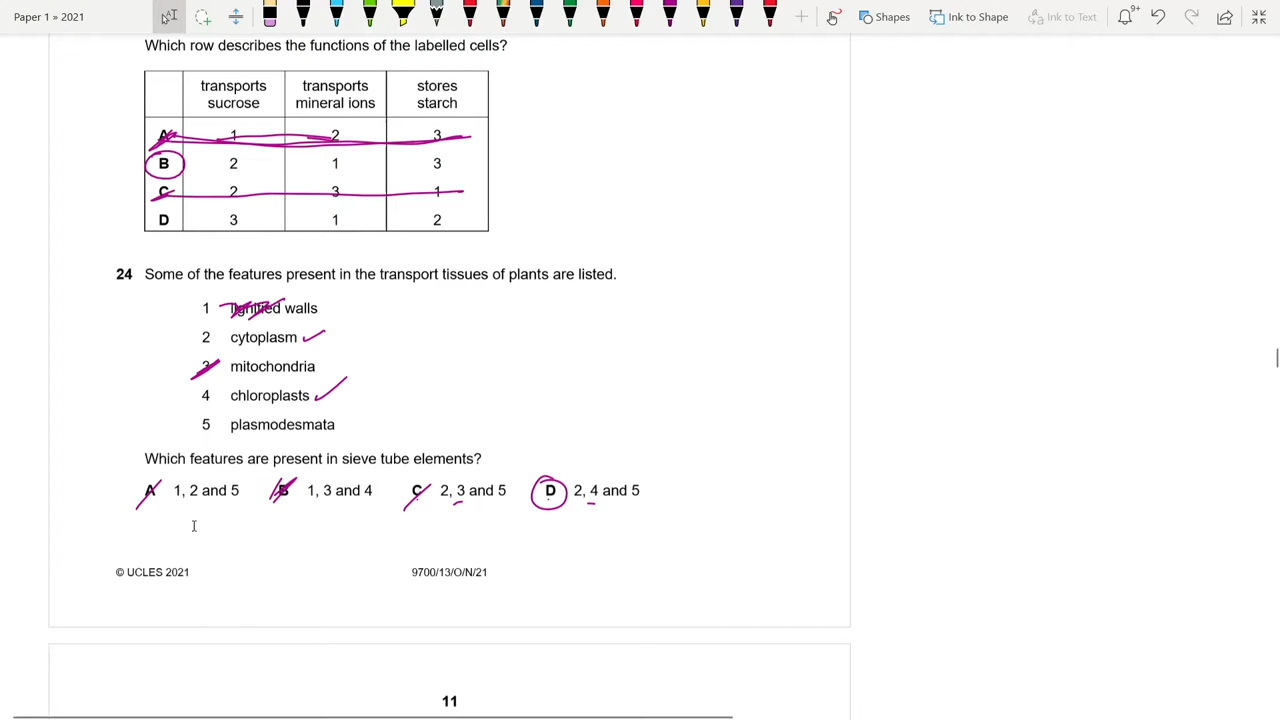 Paper 1 » 2021
Shapes
Ink to Shape
Ink to Text
9+
Which row describes the functions of the labelled cells?
transports sucrose transports mineral ions stores starch
A 1 2 3
B 2 1 3
C 2 3 1
D 3 1 2
24 Some of the features present in the transport tissues of plants are listed.
1 lignified walls
2 cytoplasm
3 mitochondria
4 chloroplasts
5 plasmodesmata
Which features are present in sieve tube elements?
A 1, 2 and 5 B 1, 3 and 4 C 2, 3 and 5 D 2, 4 and 5
© UCLES 2021 9700/13/O/N/21
11